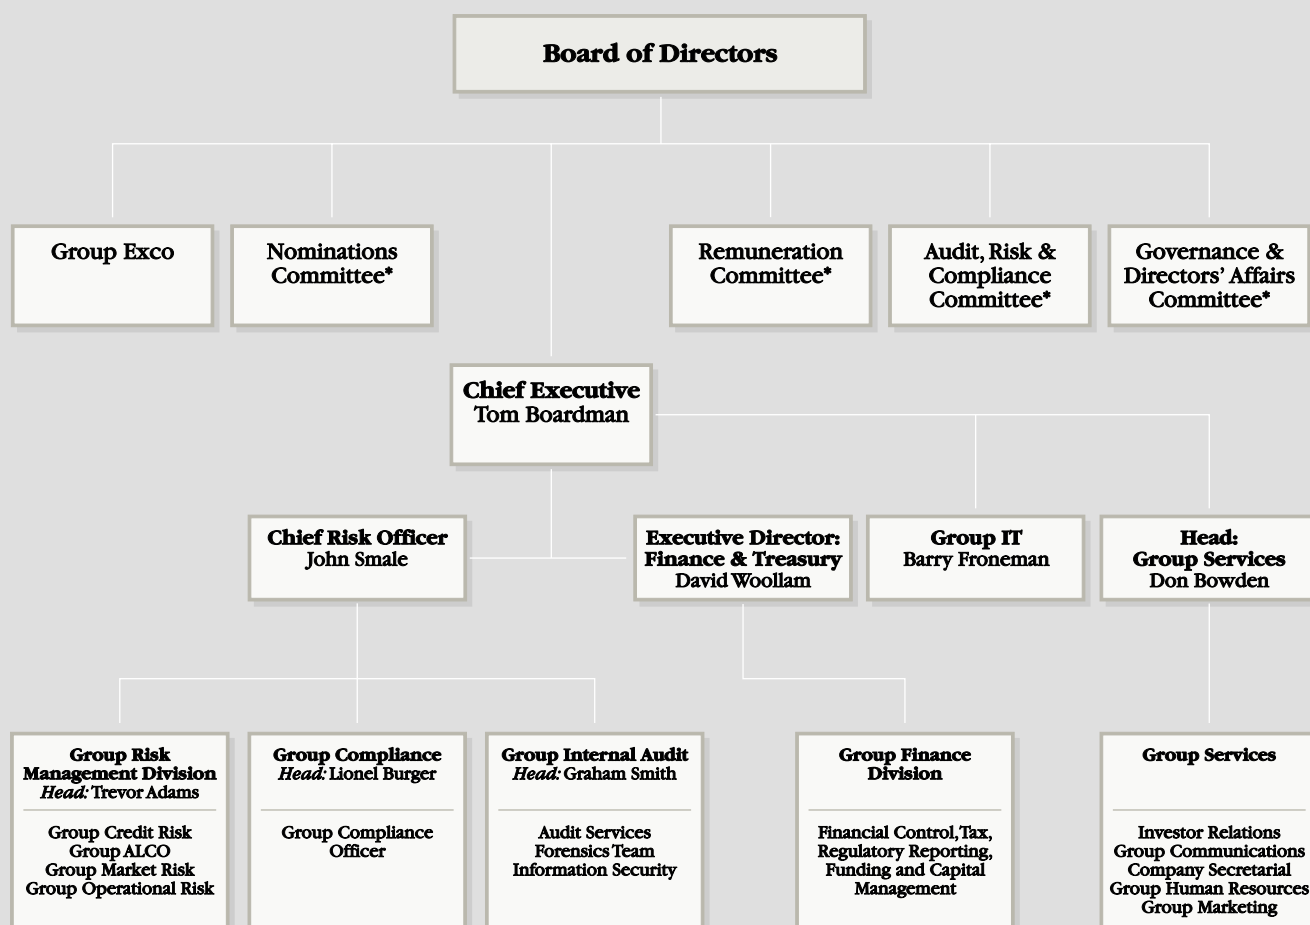 Board of Directors
Group Exco
Nominations
Committee*
Remuneration
Committee*
Audit, Risk &
Compliance
Committee*
Governance &
Directors' Affairs
Committee*
Chief Executive
Tom Boardman
Chief Risk Officer
John Smale
Executive Director:
Finance & Treasury
David Woollam
Group IT
Barry Froneman
Head:
Group Services
Don Bowden
Group Risk
Management Division
Head: Trevor Adams
Group Credit Risk
Group ALCO
Group Market Risk
Group Operational Risk
Group Compliance
Head: Lionel Burger
Group Compliance
Officer
Group Internal Audit
Head: Graham Smith
Audit Services
Forensics Team
Information Security
Group Finance
Division
Financial Control, Tax,
Regulatory Reporting,
Funding and Capital
Management
Group Services
Investor Relations
Group Communications
Company Secretarial
Group Human Resources
Group Marketing